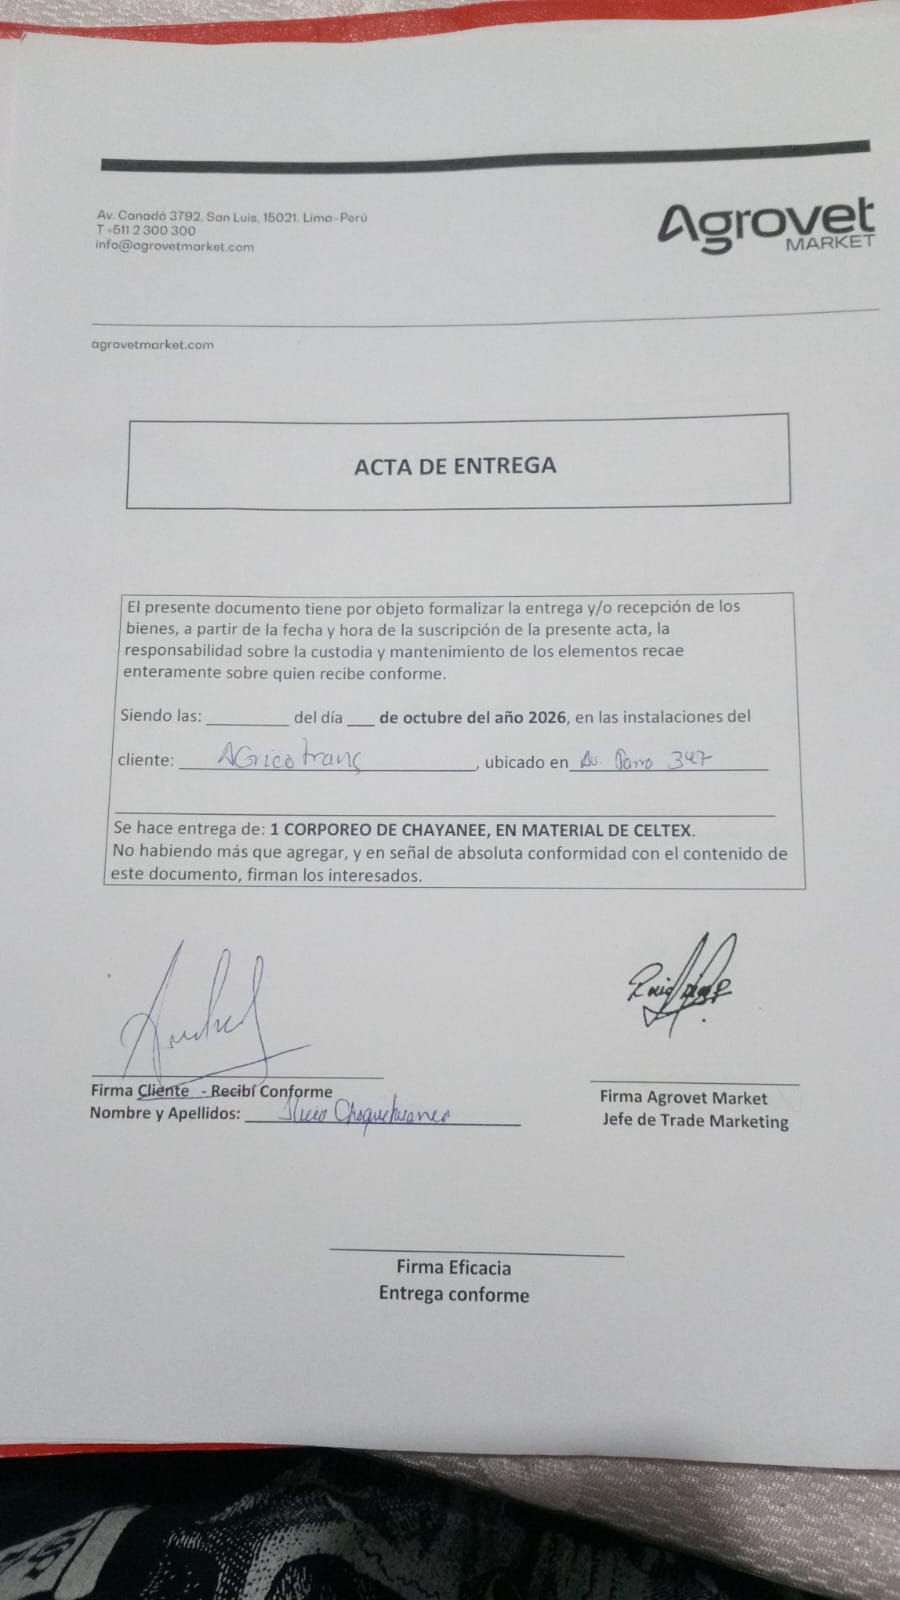 Av. Canadá 3792, San Luis, 15021. Lima-Perú
T +511 2 300 300
info@agrovetmarket.com
Agrovet
MARKET
agrovetmarket.com
ACTA DE ENTREGA
El presente documento tiene por objeto formalizar la entrega y/o recepción de los
bienes, a partir de la fecha y hora de la suscripción de la presente acta, la
responsabilidad sobre la custodia y mantenimiento de los elementos recae
enteramente sobre quien recibe conforme.
Siendo las: _________ del día ___ de octubre del año 2026, en las instalaciones del
cliente: AGricotrans, ubicado en Av. 347
Se hace entrega de: 1 CORPOREO DE CHAYANEE, EN MATERIAL DE CELTEX.
No habiendo más que agregar, y en señal de absoluta conformidad con el contenido de
este documento, firman los interesados.
Firma Cliente - Recibí Conforme
Nombre y Apellidos:
Firma Agrovet Market
Jefe de Trade Marketing
Firma Eficacia
Entrega conforme